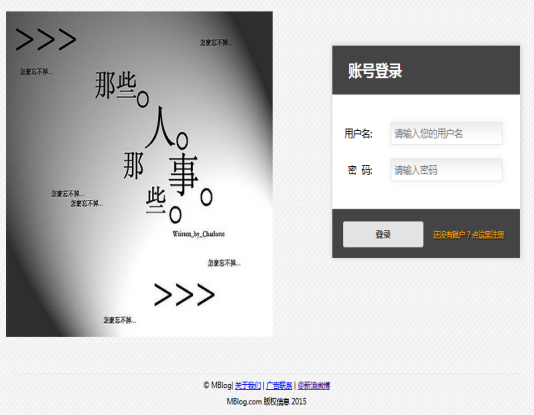 >>>
怎麼忘不掉...
怎麼忘不掉...
那些。
人。
那事。
些。
怎麼忘不掉...
怎麼忘不掉...
Written_by_Charlotte
怎麼忘不掉...
>>>
怎麼忘不掉...
账号登录
用户名: 请输入您的用户名
密 码: 请输入密码
登录 还没有账户？点这里注册
© MBlog| 关于我们 | 广告联系 | @新浪微博
MBlog.com 版权信息 2015